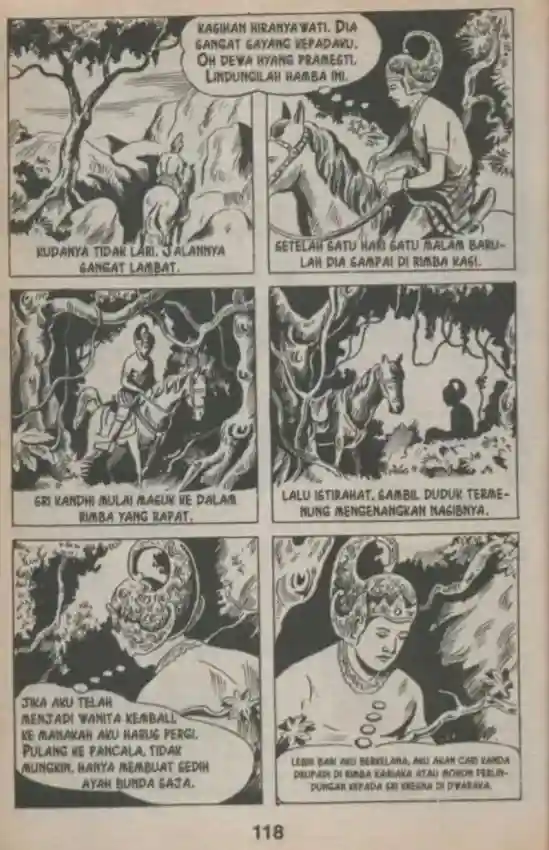 KASIHAN HIRANYAWATI. DIA
SANGAT SAYANG KEPADAKU.
OH DEWA HYANG PRAMESTI.
LINDUNGILAH HAMBA INI.
KUDANYA TIDAK LARI. JALANNYA
SANGAT LAMBAT.
SETELAH SATU HARI SATU MALAM BARU-
LAH DIA SAMPAI DI RIMBA KASI.
SRI KANDHI MULAI MASUK KE DALAM
RIMBA YANG RAPAT.
LALU ISTIRAHAT, SAMBIL DUDUK TERME-
NUNG MENGENANGKAN NASIBNYA.
JIKA AKU TELAH
MENJADI WANITA KEMBALI
KE MANAKAH AKU HARUS PERGI.
PULANG KE PANCALA, TIDAK
MUNGKIN, HANYA MEMBUAT SEDIH
AYAH BUNDA SAJA.
LEBIH BAIK AKU BERKELANA, AKU AKAN CARI KANDA
DRUPADI DI RIMBA KAMIAKA ATAU MOHON PERLIN-
DUNGAN KEPADA SRI KRESNA DI DWARAKA.
118